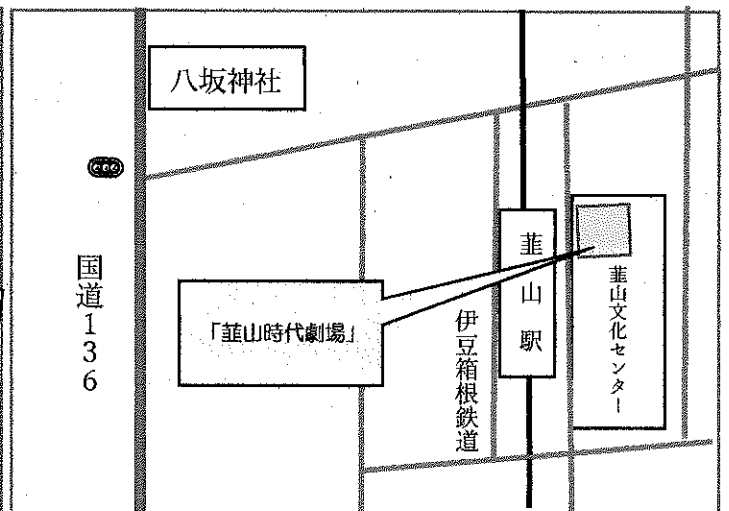 八坂神社
国道136
「韮山時代劇場」
伊豆箱根鉄道
韮山駅
韮山文化センター